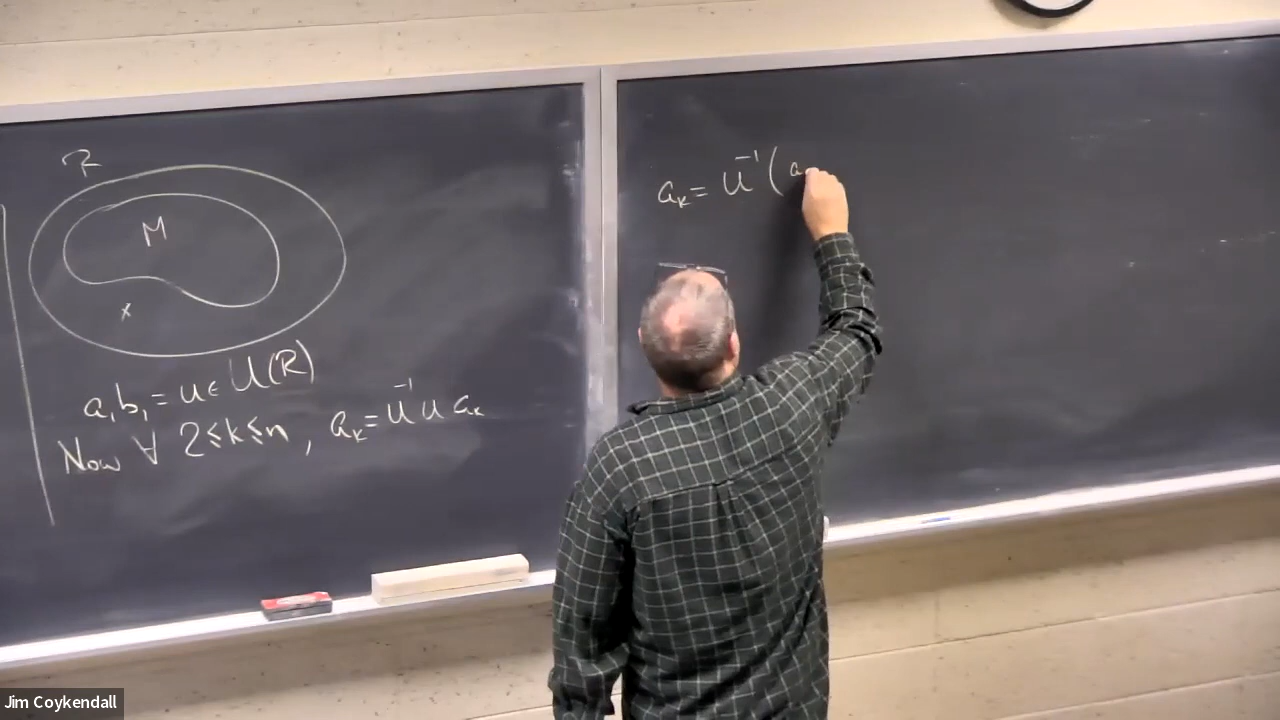 R
M
x
a₁b₁ = u ∈ U(R)
Now ∀ 2≤k≤n, aₖ = u⁻¹ u aₖ
aₖ = u⁻¹(a
Jim Coykendall